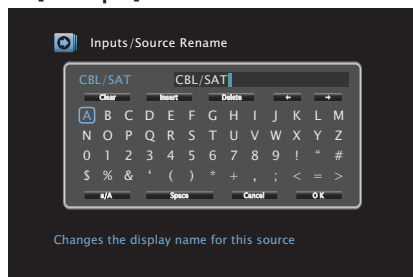 Inputs/Source Rename
CBL/SAT CBL/SAT
Clear Insert Delete ← →
A B C D E F G H I J K L M
N O P Q R S T U V W X Y Z
0 1 2 3 4 5 6 7 8 9 ! “ #
$ % & ‘ ( ) * + , ; < = >
a/A Space Cancel OK
Changes the display name for this source